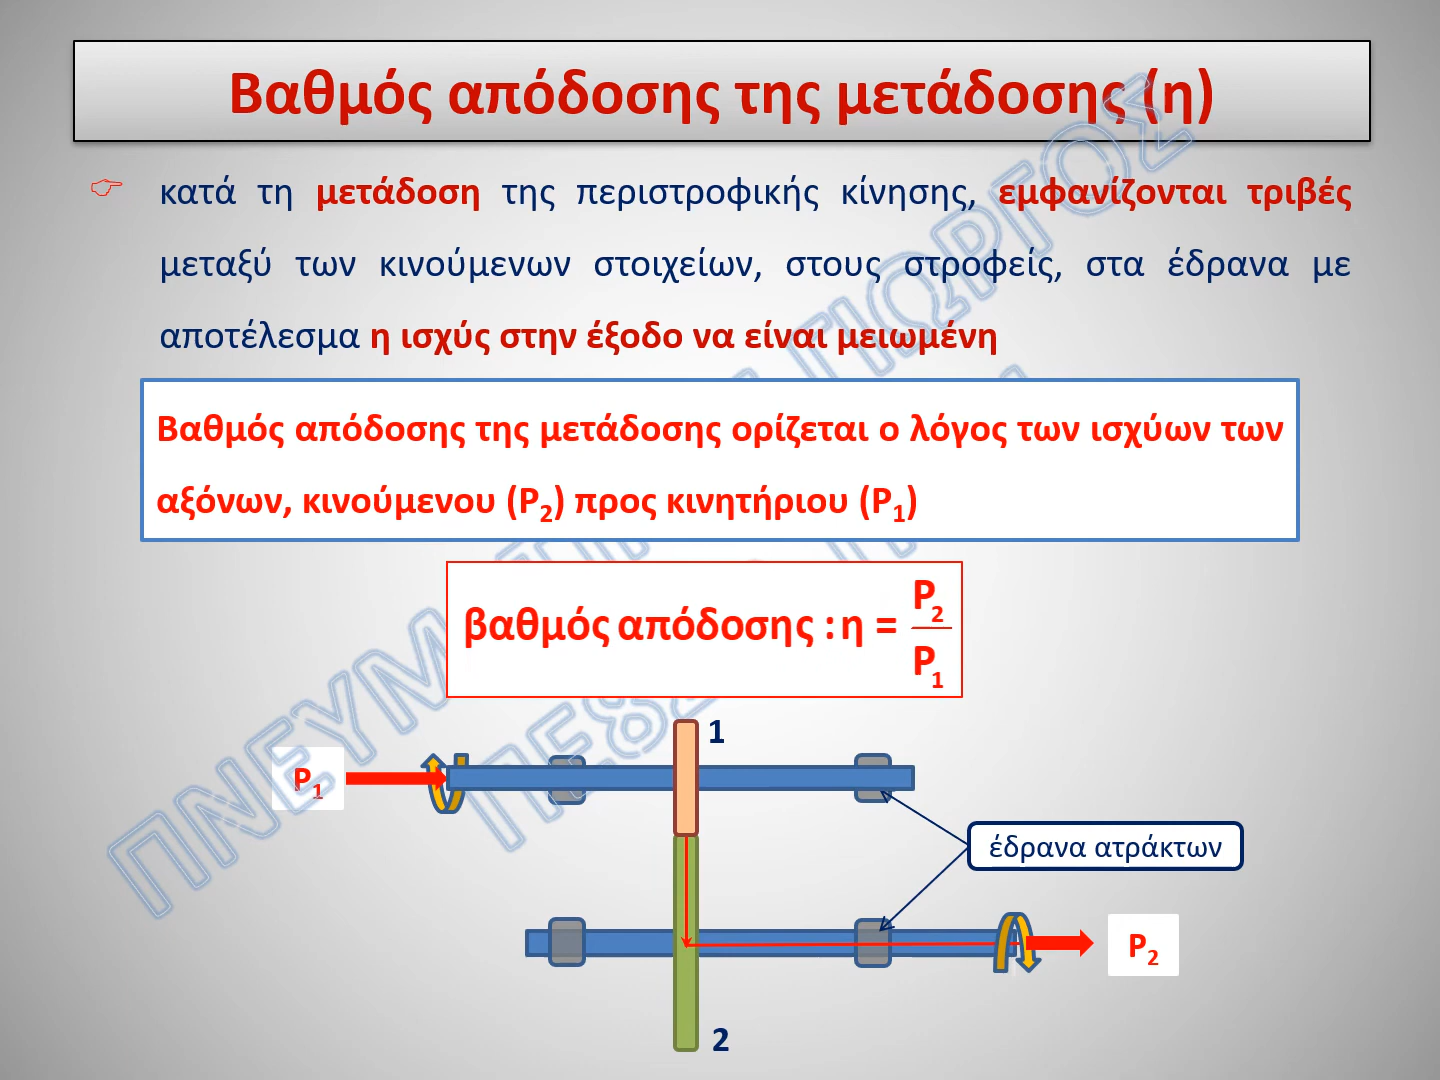 Βαθμός απόδοσης της μετάδοσης (η)
κατά τη μετάδοση της περιστροφικής κίνησης, εμφανίζονται τριβές
μεταξύ των κινούμενων στοιχείων, στους στροφείς, στα έδρανα με
αποτέλεσμα η ισχύς στην έξοδο να είναι μειωμένη
Βαθμός απόδοσης της μετάδοσης ορίζεται ο λόγος των ισχύων των
αξόνων, κινούμενου (P2) προς κινητήριου (P1)
βαθμός απόδοσης : η = P2/P1
1
P1
έδρανα ατράκτων
P2
2
ΓΙΩΡΓΟΣ